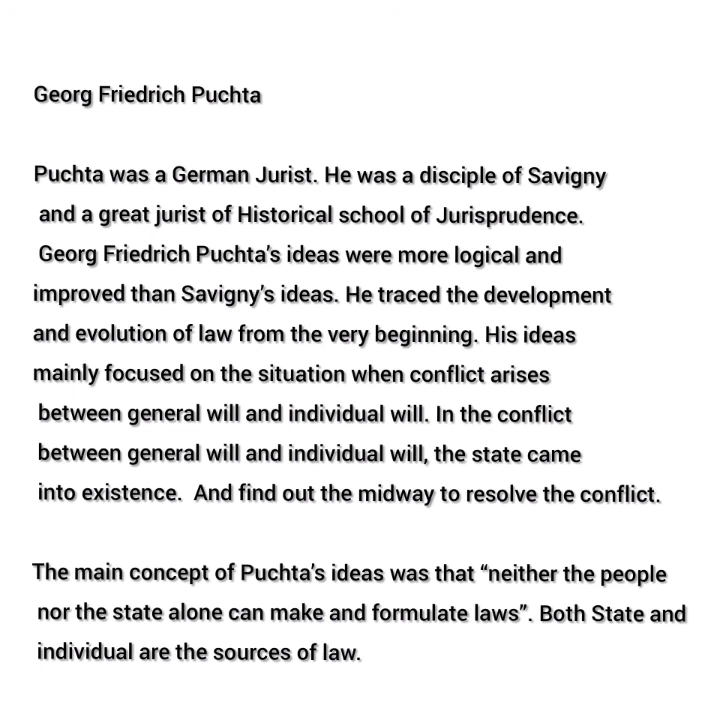 Georg Friedrich Puchta
Puchta was a German Jurist. He was a disciple of Savigny
and a great jurist of Historical school of Jurisprudence.
Georg Friedrich Puchta's ideas were more logical and
improved than Savigny's ideas. He traced the development
and evolution of law from the very beginning. His ideas
mainly focused on the situation when conflict arises
between general will and individual will. In the conflict
between general will and individual will, the state came
into existence.  And find out the midway to resolve the conflict.
The main concept of Puchta's ideas was that “neither the people
nor the state alone can make and formulate laws”. Both State and
individual are the sources of law.